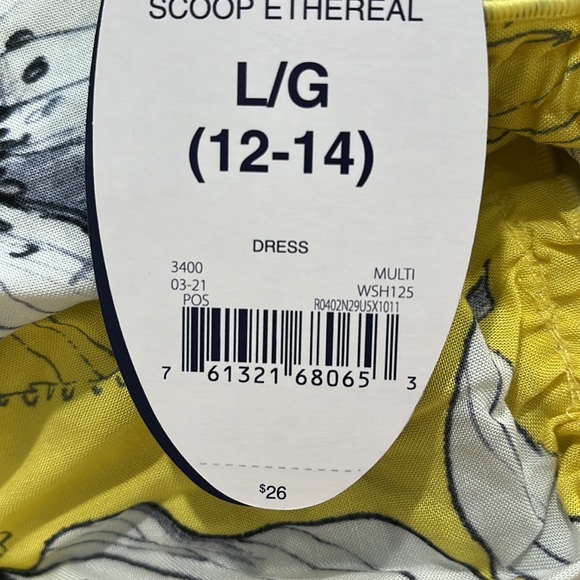 SCOOP ETHEREAL
L/G
(12-14)
DRESS
3400 MULTI
03-21 WSH125
POS R0402N29U5X1011
7 61321 68065 3
$26